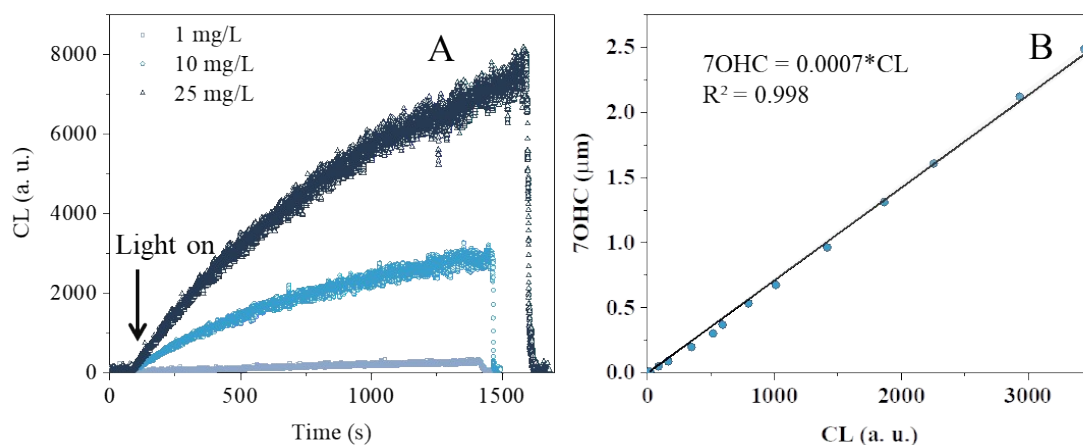 A
1 mg/L
10 mg/L
25 mg/L
Light on
CL (a. u.)
8000
6000
4000
2000
0
0
500
1000
1500
Time (s)
B
7OHC = 0.0007*CL
R² = 0.998
7OHC (μm)
2.5
2.0
1.5
1.0
0.5
0.0
0
1000
2000
3000
CL (a. u.)